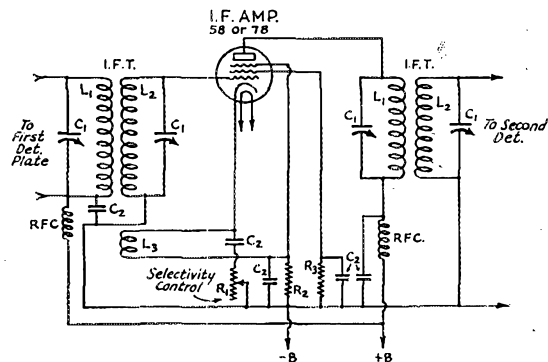 I.F. AMP.
58 or 78
I.F.T.
I.F.T.
L1
L2
L1
L2
C1
C1
C1
C1
To
First
Det.
Plate
To Second
Det.
C2
RFC
L3
C2
RFC.
Selectivity
Control
R1
C2
R2
R3
C2
-B
+B